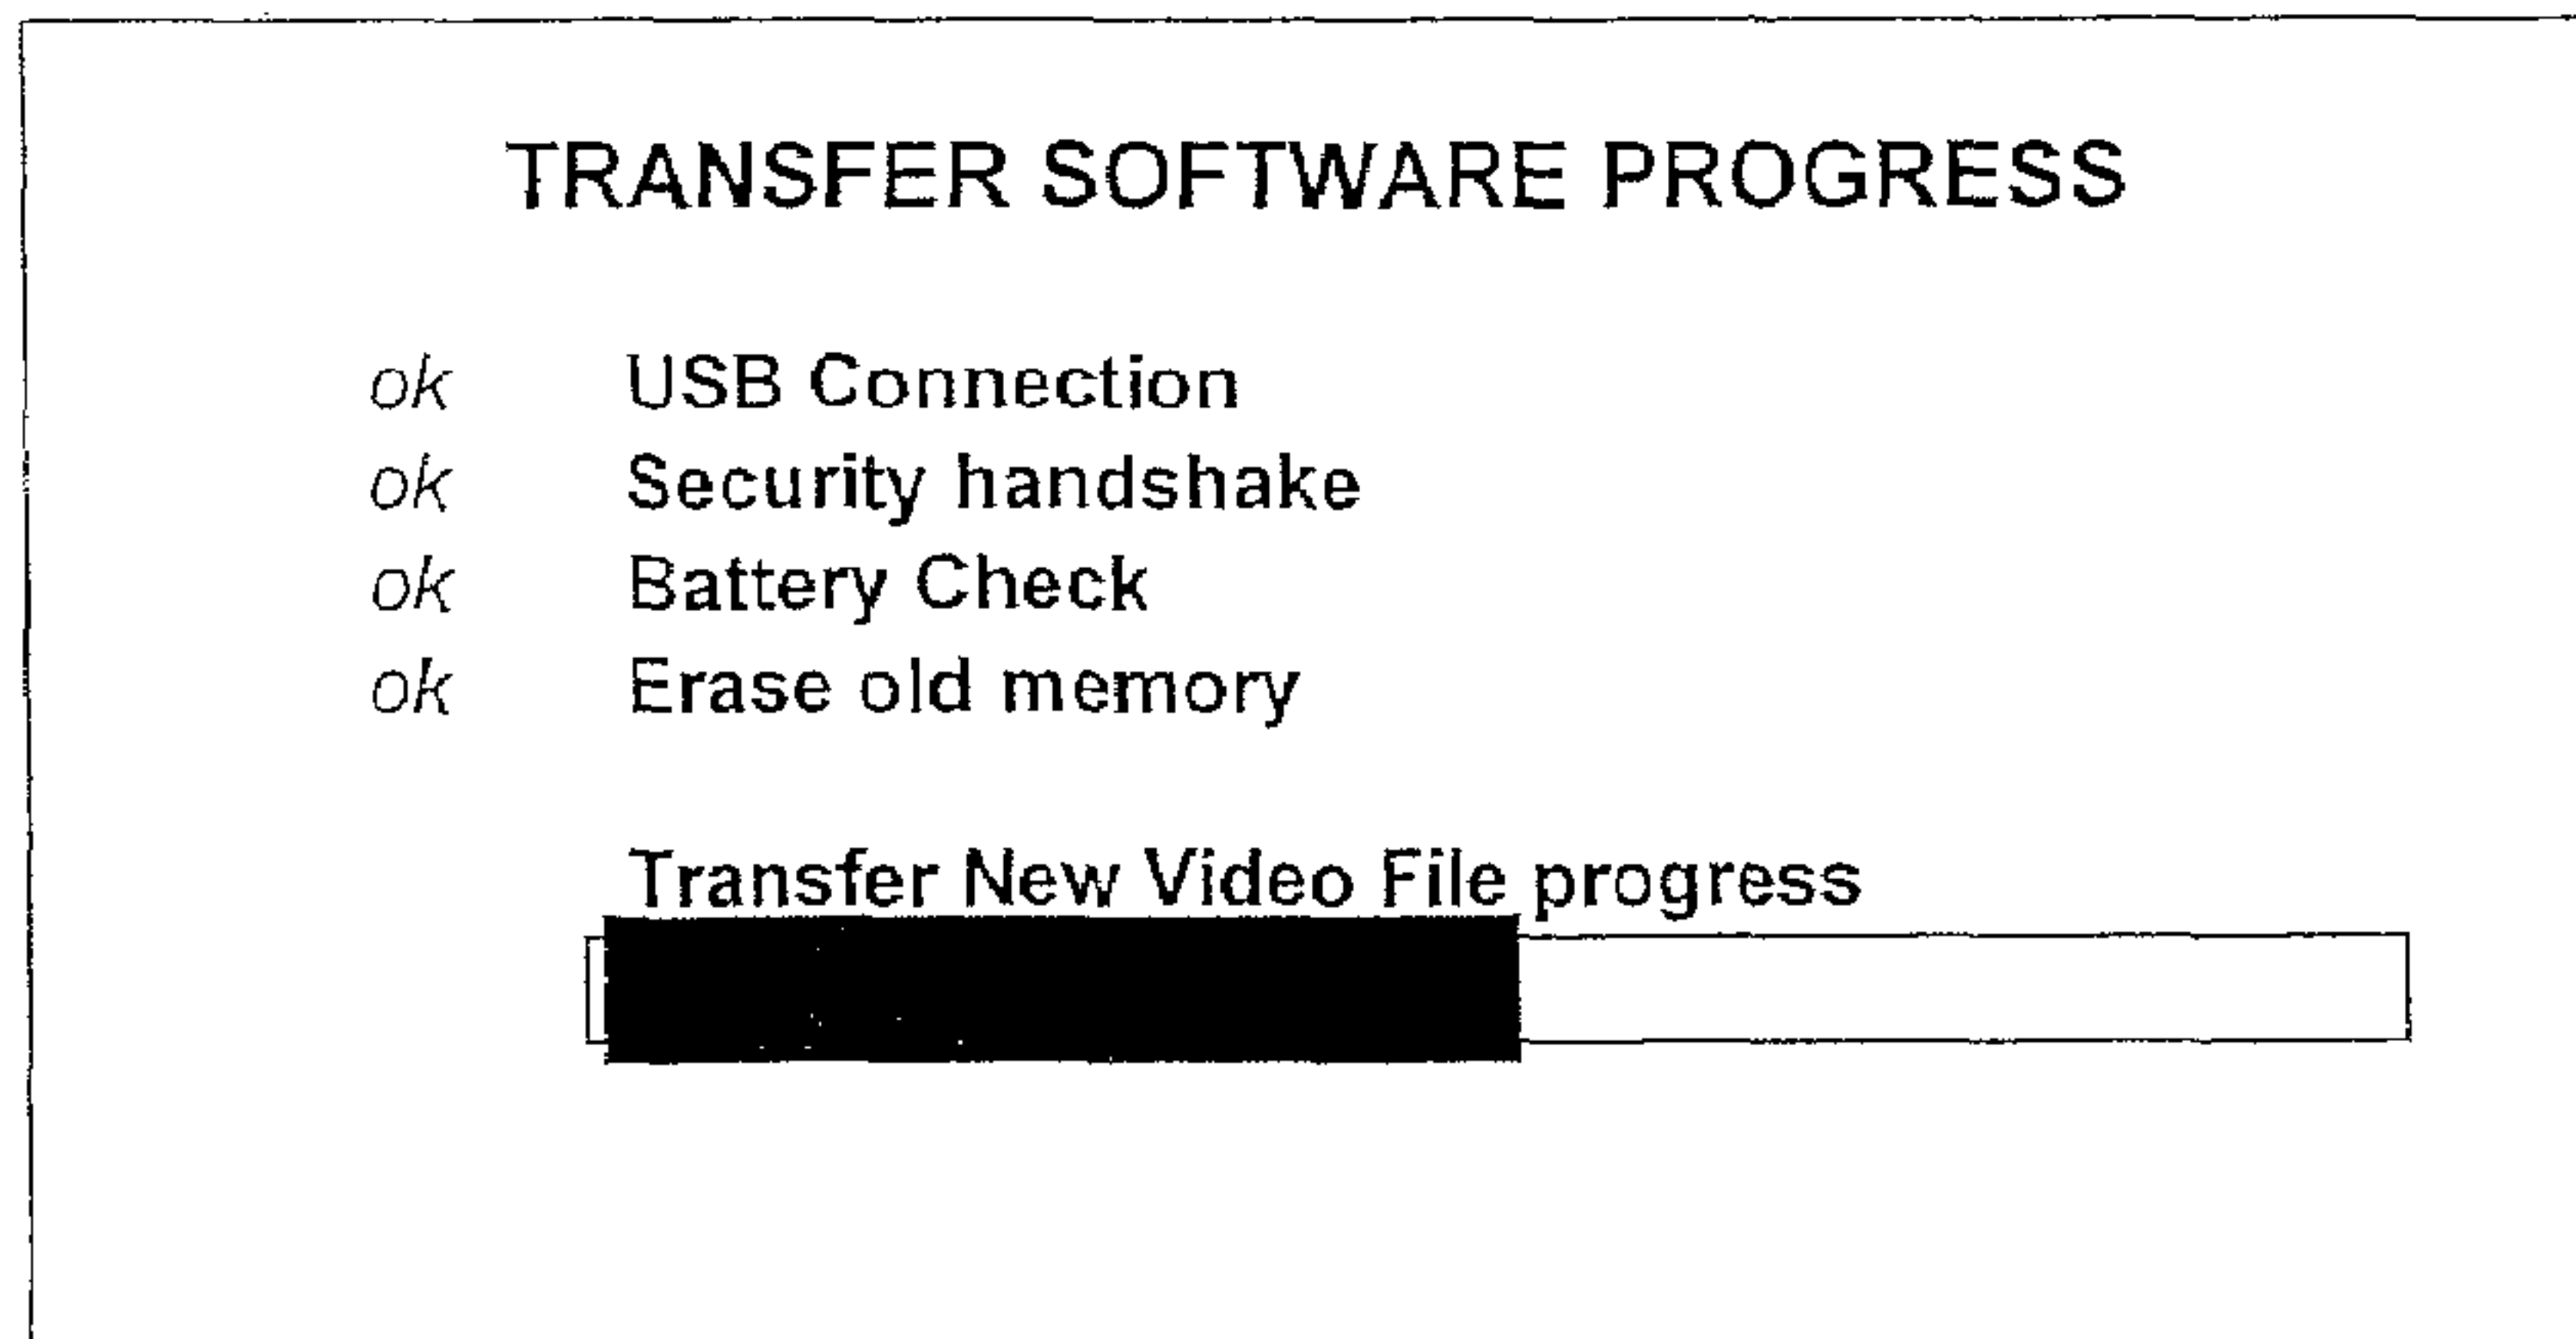 TRANSFER SOFTWARE PROGRESS
ok USB Connection
ok Security handshake
ok Battery Check
ok Erase old memory
Transfer New Video File progress